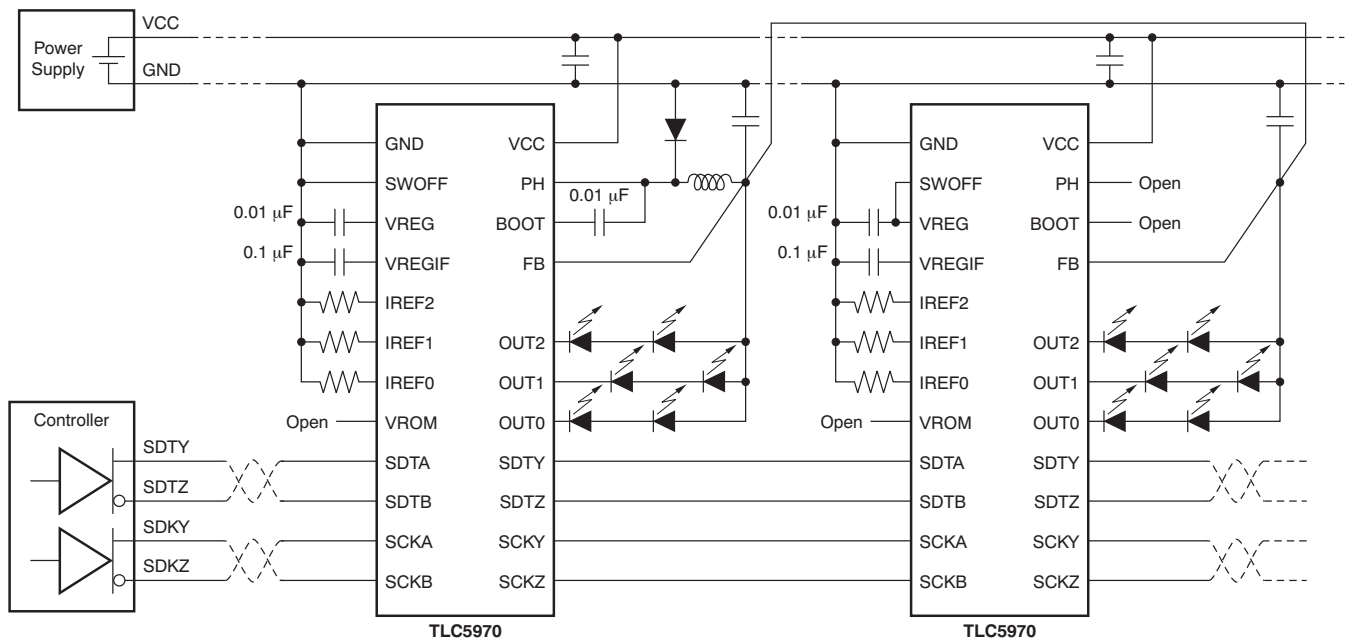 Power
Supply
VCC
GND
GND
SWOFF
VREG
VREGIF
IREF2
IREF1
IREF0
VROM
SDTA
SDTB
SCKA
SCKB
VCC
PH
BOOT
FB
OUT2
OUT1
OUT0
SDTY
SDTZ
SCKY
SCKZ
0.01 μF
0.1 μF
Open
0.01 μF
TLC5970
GND
SWOFF
VREG
VREGIF
IREF2
IREF1
IREF0
VROM
SDTA
SDTB
SCKA
SCKB
VCC
PH
BOOT
FB
OUT2
OUT1
OUT0
SDTY
SDTZ
SCKY
SCKZ
0.01 μF
0.1 μF
Open
Open
Open
TLC5970
Controller
SDTY
SDTZ
SDKY
SDKZ